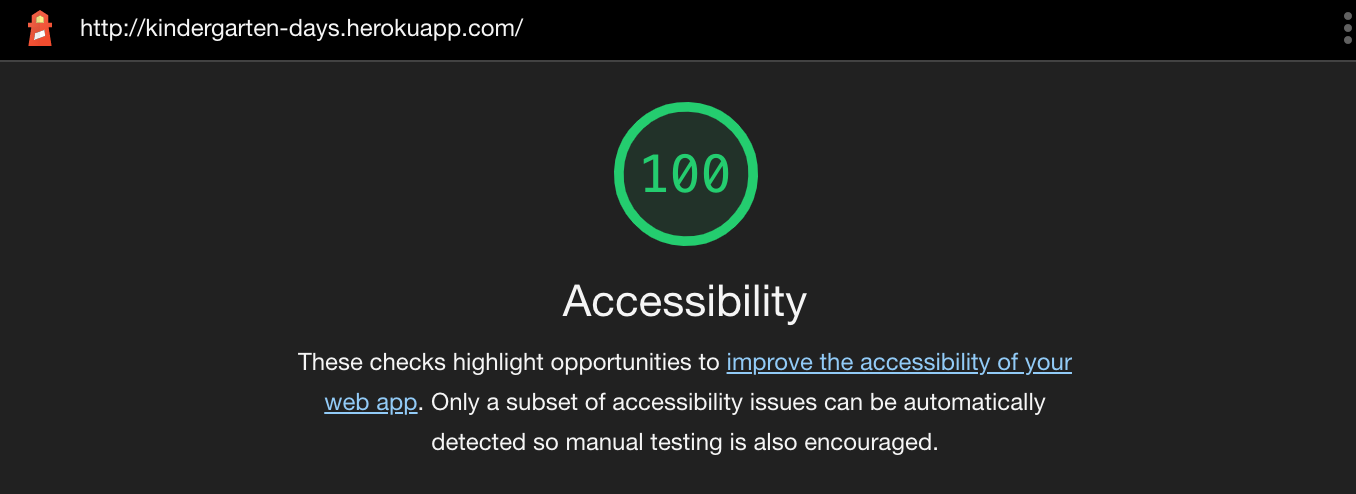 http://kindergarten-days.herokuapp.com/
100
Accessibility
These checks highlight opportunities to improve the accessibility of your
web app. Only a subset of accessibility issues can be automatically
detected so manual testing is also encouraged.